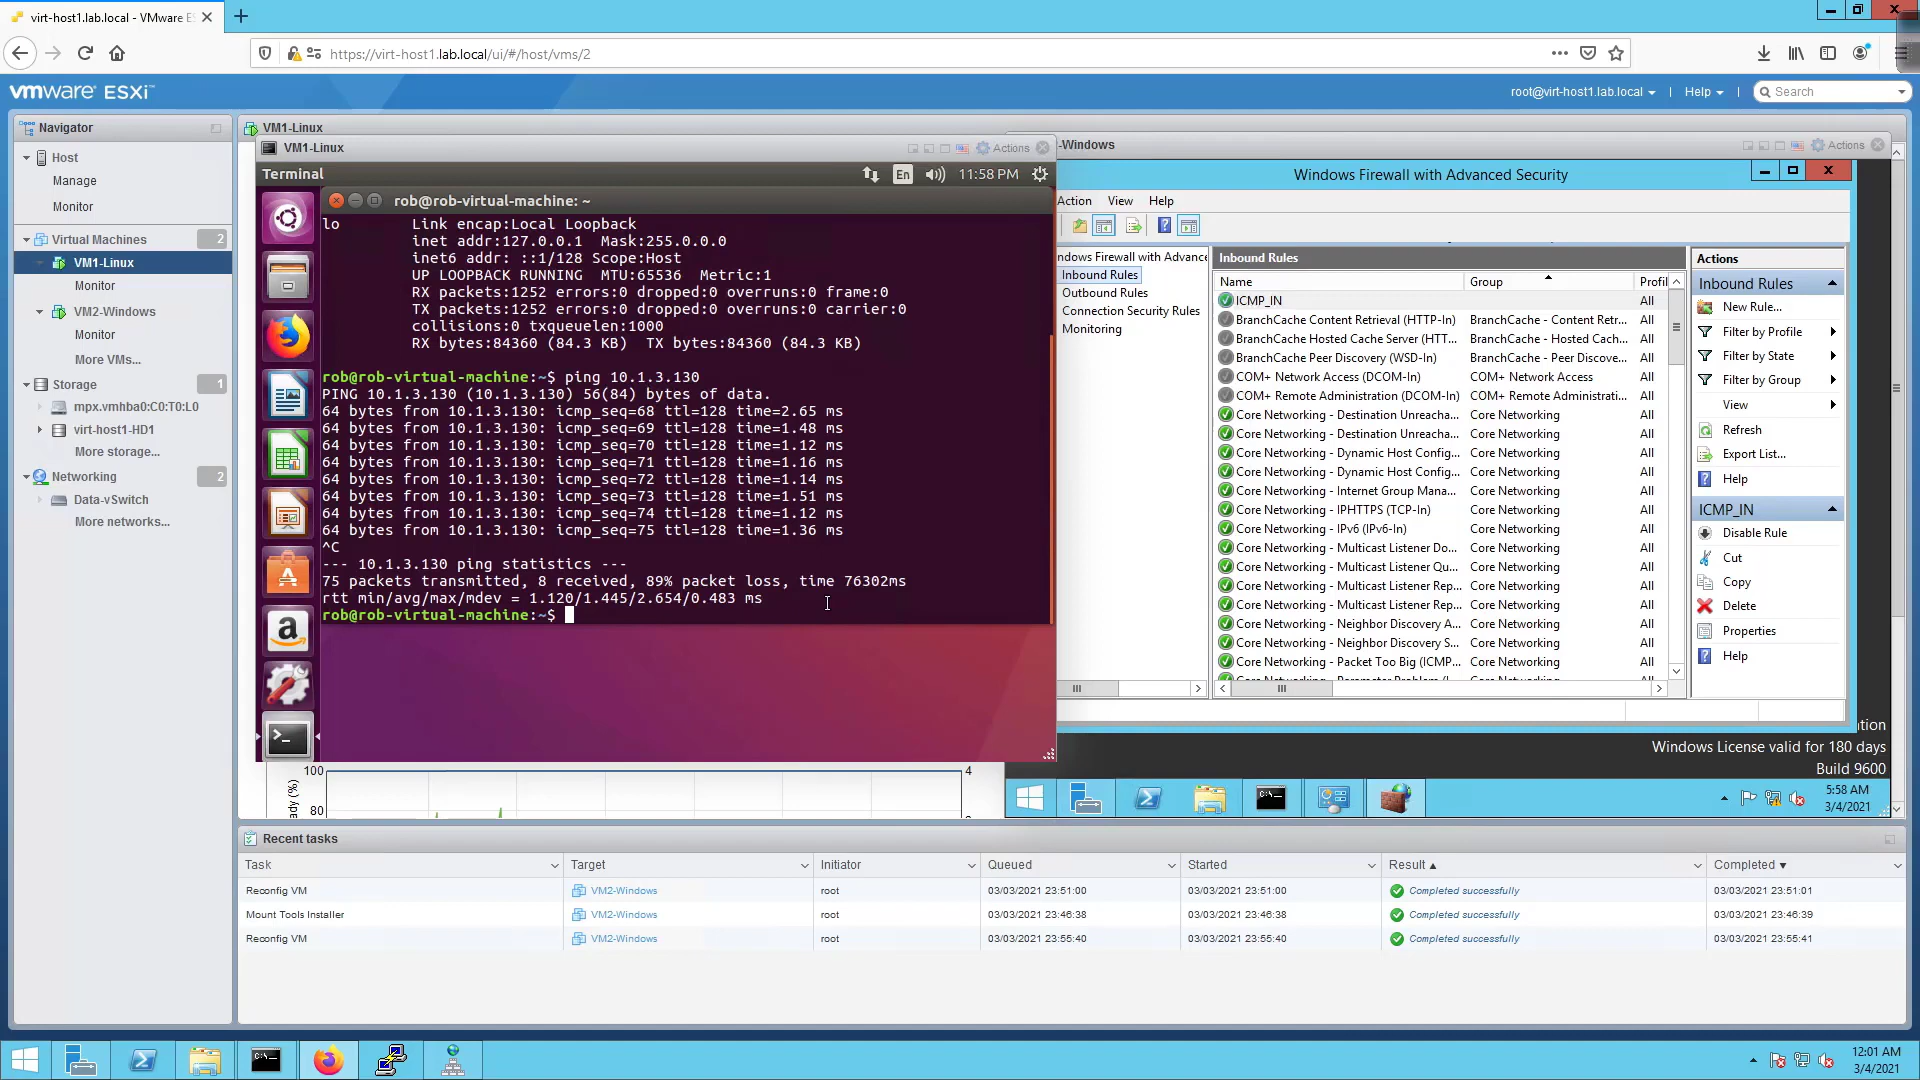 virt-host1.lab.local - VMware ES
https://virt-host1.lab.local/ui/#/host/vms/2
vmware ESXi
root@virt-host1.lab.local
Help
Search
Navigator
Host
Manage
Monitor
Virtual Machines
2
VM1-Linux
Monitor
VM2-Windows
Monitor
More VMs...
Storage
1
mpx.vmhba0:C0:T0:L0
virt-host1-HD1
More storage...
Networking
2
Data-vSwitch
More networks...
VM1-Linux
VM1-Linux
Actions
Terminal
En
11:58 PM
rob@rob-virtual-machine: ~
lo Link encap:Local Loopback
inet addr:127.0.0.1 Mask:255.0.0.0
inet6 addr: ::1/128 Scope:Host
UP LOOPBACK RUNNING MTU:65536 Metric:1
RX packets:1252 errors:0 dropped:0 overruns:0 frame:0
TX packets:1252 errors:0 dropped:0 overruns:0 carrier:0
collisions:0 txqueuelen:1000
RX bytes:84360 (84.3 KB) TX bytes:84360 (84.3 KB)
rob@rob-virtual-machine:~$ ping 10.1.3.130
PING 10.1.3.130 (10.1.3.130) 56(84) bytes of data.
64 bytes from 10.1.3.130: icmp_seq=68 ttl=128 time=2.65 ms
64 bytes from 10.1.3.130: icmp_seq=69 ttl=128 time=1.48 ms
64 bytes from 10.1.3.130: icmp_seq=70 ttl=128 time=1.12 ms
64 bytes from 10.1.3.130: icmp_seq=71 ttl=128 time=1.16 ms
64 bytes from 10.1.3.130: icmp_seq=72 ttl=128 time=1.14 ms
64 bytes from 10.1.3.130: icmp_seq=73 ttl=128 time=1.51 ms
64 bytes from 10.1.3.130: icmp_seq=74 ttl=128 time=1.12 ms
64 bytes from 10.1.3.130: icmp_seq=75 ttl=128 time=1.36 ms
^C
--- 10.1.3.130 ping statistics ---
75 packets transmitted, 8 received, 89% packet loss, time 76302ms
rtt min/avg/max/mdev = 1.120/1.445/2.654/0.483 ms
rob@rob-virtual-machine:~$
100
4
80
ady (%)
-Windows
Actions
Windows Firewall with Advanced Security
Action View Help
ndows Firewall with Advance
Inbound Rules
Outbound Rules
Connection Security Rules
Monitoring
Inbound Rules
Name Group Profil
ICMP_IN All
BranchCache Content Retrieval (HTTP-In) BranchCache - Content Retr... All
BranchCache Hosted Cache Server (HTT... BranchCache - Hosted Cach... All
BranchCache Peer Discovery (WSD-In) BranchCache - Peer Discove... All
COM+ Network Access (DCOM-In) COM+ Network Access All
COM+ Remote Administration (DCOM-In) COM+ Remote Administrati... All
Core Networking - Destination Unreacha... Core Networking All
Core Networking - Destination Unreacha... Core Networking All
Core Networking - Dynamic Host Config... Core Networking All
Core Networking - Dynamic Host Config... Core Networking All
Core Networking - Internet Group Mana... Core Networking All
Core Networking - IPHTTPS (TCP-In) Core Networking All
Core Networking - IPv6 (IPv6-In) Core Networking All
Core Networking - Multicast Listener Do... Core Networking All
Core Networking - Multicast Listener Qu... Core Networking All
Core Networking - Multicast Listener Rep... Core Networking All
Core Networking - Multicast Listener Rep... Core Networking All
Core Networking - Neighbor Discovery A... Core Networking All
Core Networking - Neighbor Discovery S... Core Networking All
Core Networking - Packet Too Big (ICMP... Core Networking All
Actions
Inbound Rules
New Rule...
Filter by Profile
Filter by State
Filter by Group
View
Refresh
Export List...
Help
ICMP_IN
Disable Rule
Cut
Copy
Delete
Properties
Help
ation
Windows License valid for 180 days
Build 9600
5:58 AM
3/4/2021
Recent tasks
Task Target Initiator Queued Started Result Completed
Reconfig VM VM2-Windows root 03/03/2021 23:51:00 03/03/2021 23:51:00 Completed successfully 03/03/2021 23:51:01
Mount Tools Installer VM2-Windows root 03/03/2021 23:46:38 03/03/2021 23:46:38 Completed successfully 03/03/2021 23:46:39
Reconfig VM VM2-Windows root 03/03/2021 23:55:40 03/03/2021 23:55:40 Completed successfully 03/03/2021 23:55:41
12:01 AM
3/4/2021